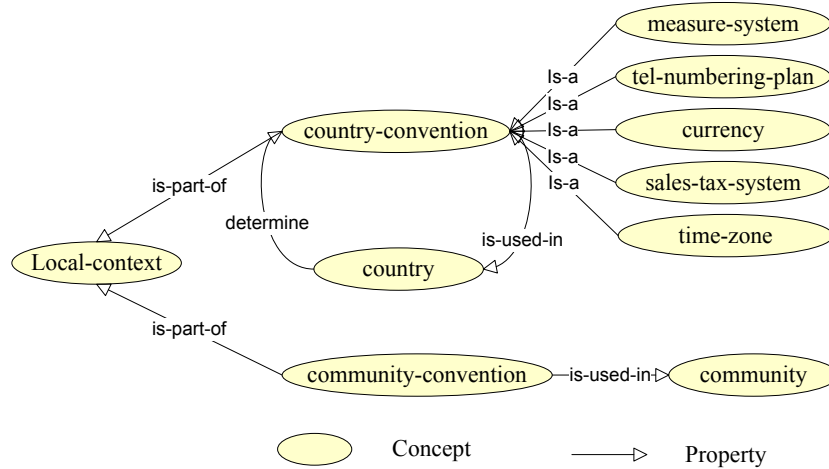 measure-system
Is-a
tel-numbering-plan
Is-a
country-convention
Is-a
currency
Is-a
is-part-of
sales-tax-system
Is-a
determine
time-zone
is-used-in
Local-context
country
is-part-of
community-convention
is-used-in
community
Concept
Property